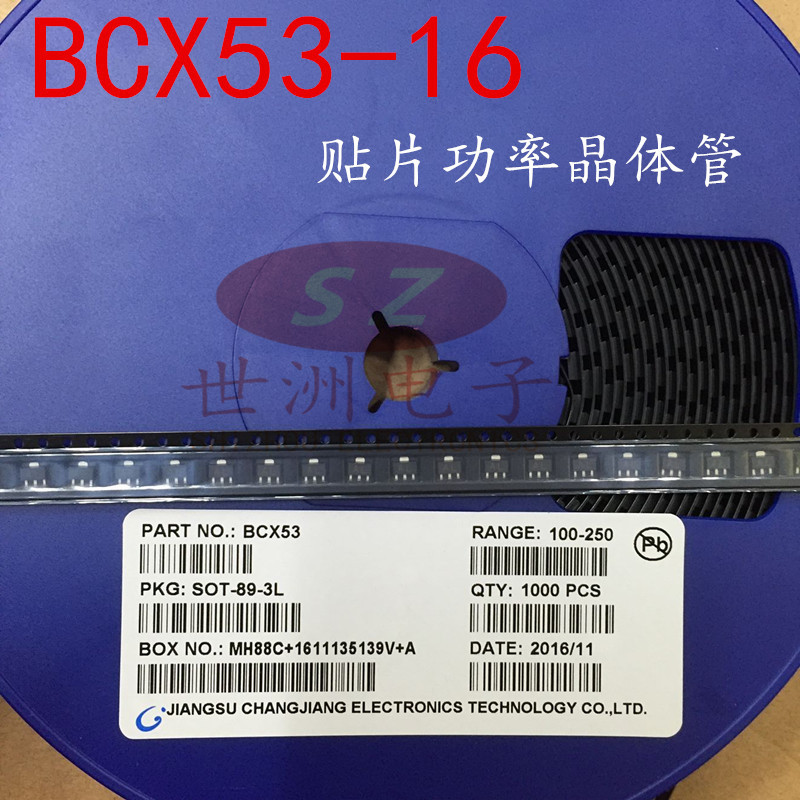 BCX53-16
贴片功率晶体管
SZ
世洲电子
PART NO.: BCX53
RANGE: 100-250
Pb
PKG: SOT-89-3L
QTY: 1000 PCS
BOX NO.: MH88C+1611135139V+A
DATE: 2016/11
JIANGSU CHANGJIANG ELECTRONICS TECHNOLOGY CO.,LTD.